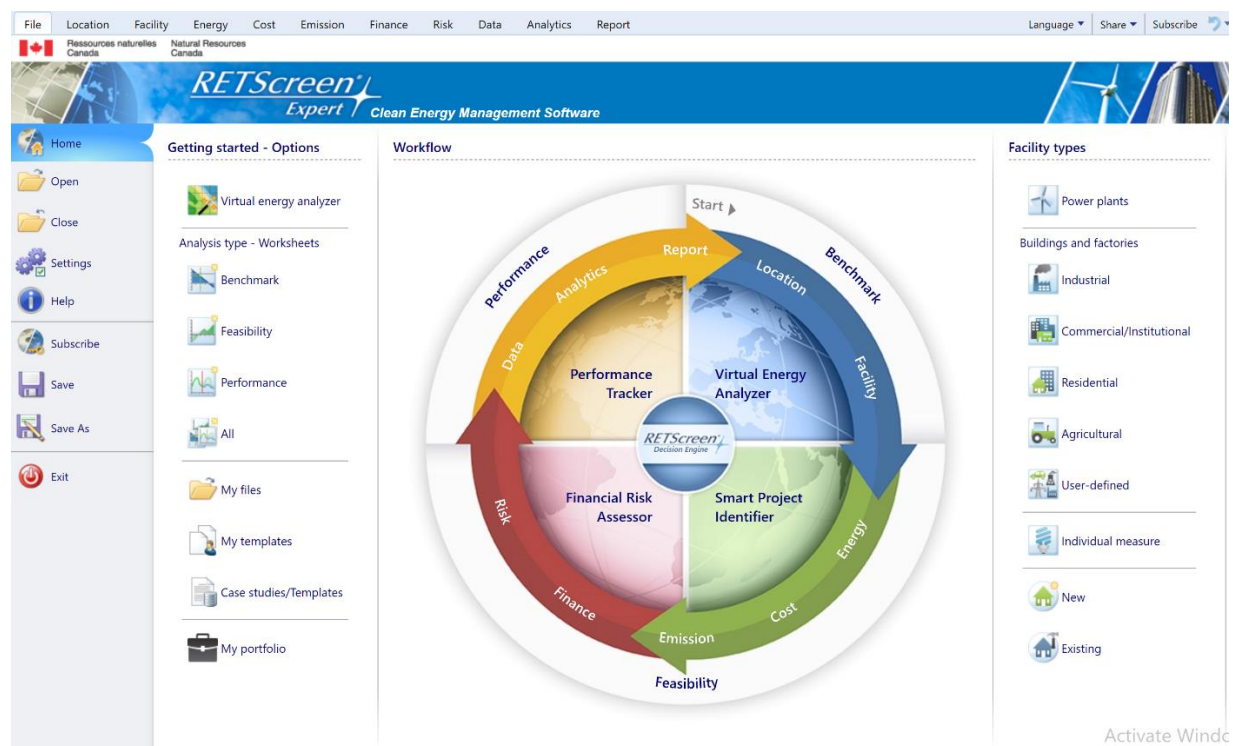 File Location Facility Energy Cost Emission Finance Risk Data Analytics Report Language Share Subscribe
Ressources naturelles Canada
Natural Resources Canada
RETScreen
Expert Clean Energy Management Software
Home
Open
Close
Settings
Help
Subscribe
Save
Save As
Exit
Getting started - Options
Virtual energy analyzer
Analysis type - Worksheets
Benchmark
Feasibility
Performance
All
My files
My templates
Case studies/Templates
My portfolio
Workflow
Start
Performance
Benchmark
Report
Location
Analytics
Data
Facility
Performance
Tracker
Virtual Energy
Analyzer
RETScreen
Decision Engine
Financial Risk
Assessor
Smart Project
Identifier
Risk
Energy
Finance
Cost
Emission
Feasibility
Facility types
Power plants
Buildings and factories
Industrial
Commercial/Institutional
Residential
Agricultural
User-defined
Individual measure
New
Existing
Activate Windo